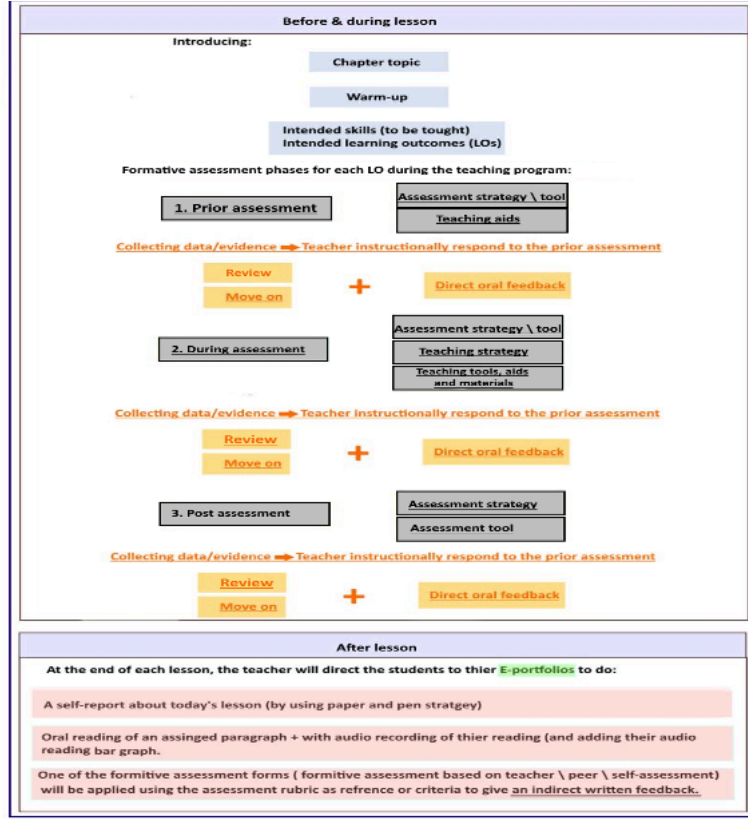 Before & during lesson
Introducing:
Chapter topic
Warm-up
Intended skills (to be tought)
Intended learning outcomes (LOs)
Formative assessment phases for each LO during the teaching program:
1. Prior assessment
Assessment strategy \ tool
Teaching aids
Collecting data/evidence ➡ Teacher instructionally respond to the prior assessment
Review
Move on
+
Direct oral feedback
2. During assessment
Assessment strategy \ tool
Teaching strategy
Teaching tools, aids
and materials
Collecting data/evidence ➡ Teacher instructionally respond to the prior assessment
Review
Move on
+
Direct oral feedback
3. Post assessment
Assessment strategy
Assessment tool
Collecting data/evidence ➡ Teacher instructionally respond to the prior assessment
Review
Move on
+
Direct oral feedback
After lesson
At the end of each lesson, the teacher will direct the students to thier E-portfolios to do:
A self-report about today's lesson (by using paper and pen stratgey)
Oral reading of an assinged paragraph + with audio recording of thier reading (and adding their audio
reading bar graph.
One of the formitive assessment forms ( formitive assessment based on teacher \ peer \ self-assessment)
will be applied using the assessment rubric as refrence or criteria to give an indirect written feedback.